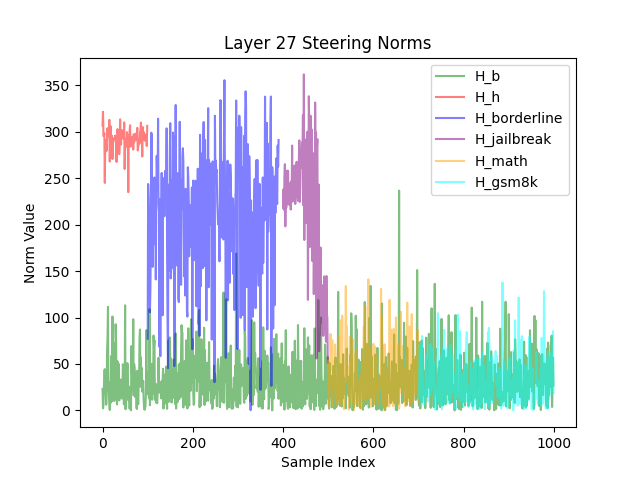 Layer 27 Steering Norms
Norm Value
350
300
250
200
150
100
50
0
0
200
400
600
800
1000
Sample Index
H_b
H_h
H_borderline
H_jailbreak
H_math
H_gsm8k